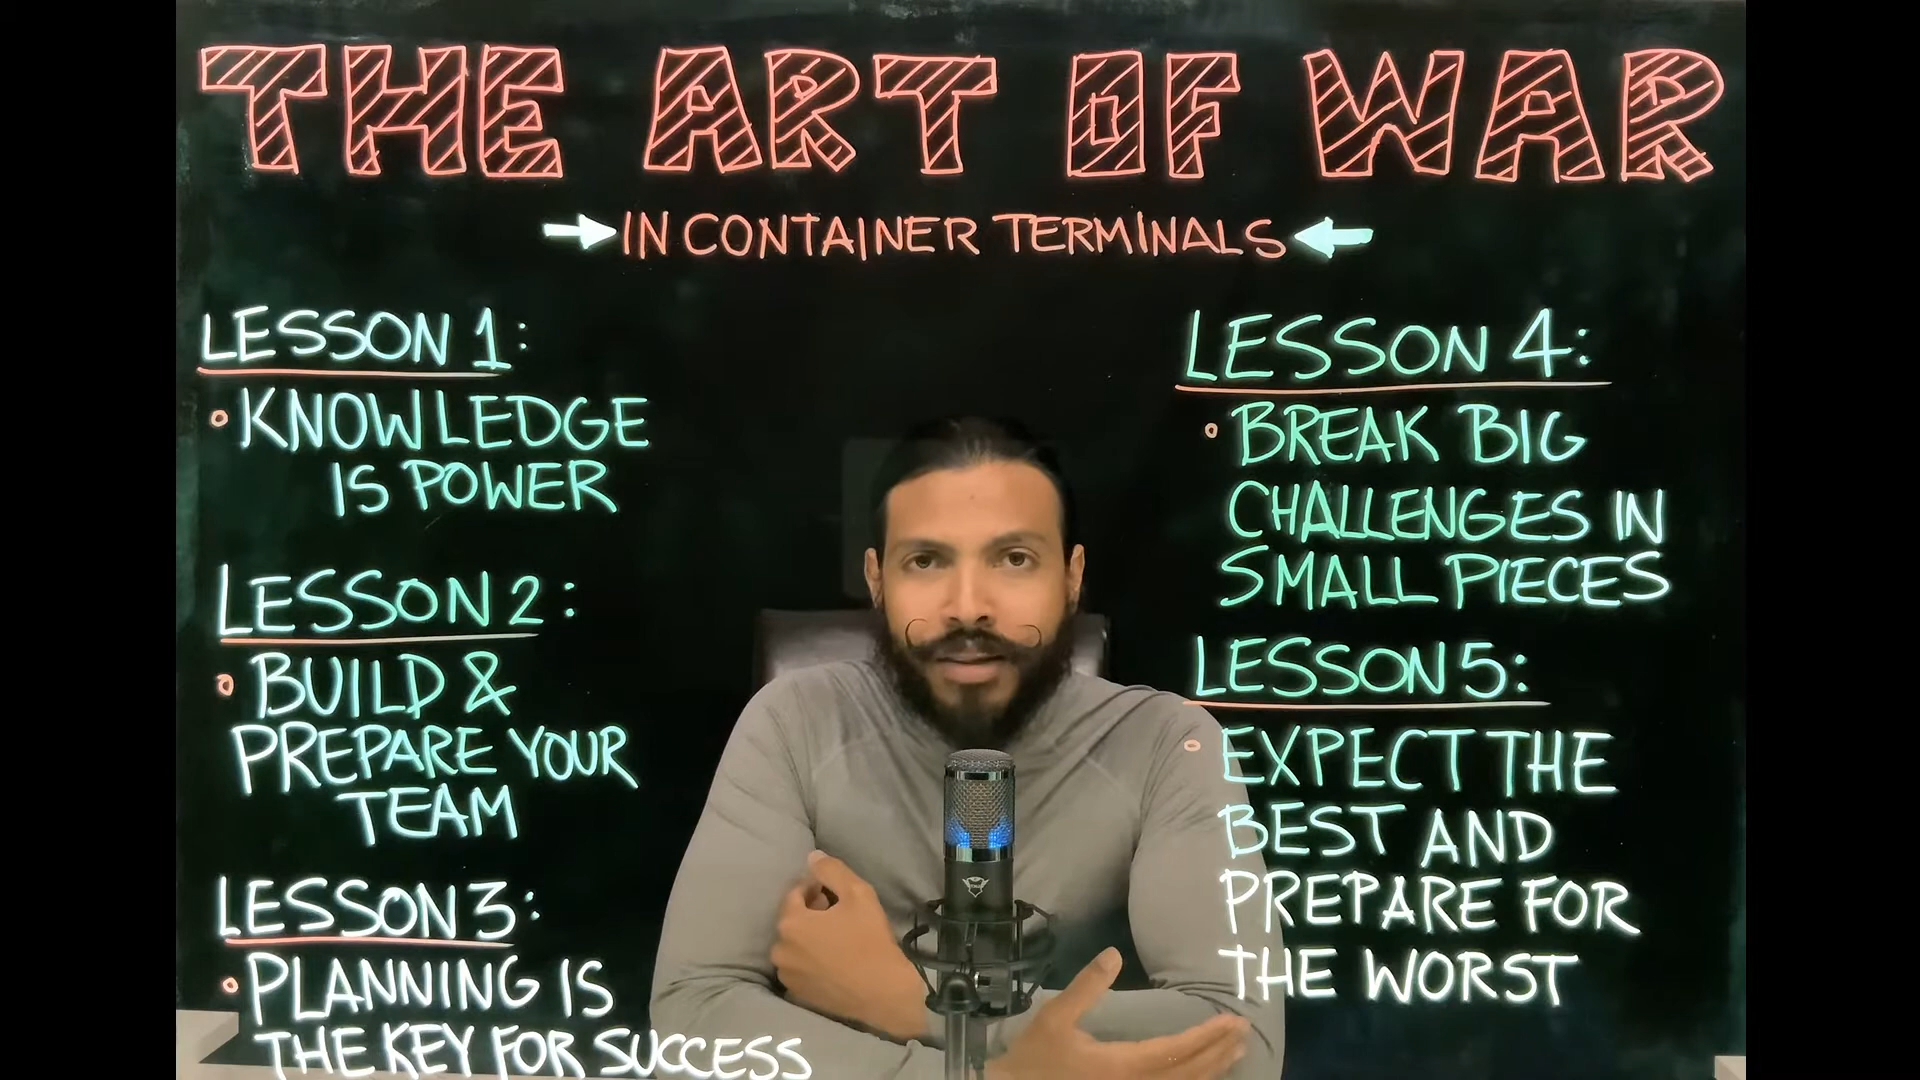 THE ART OF WAR
IN CONTAINER TERMINALS
LESSON 1:
KNOWLEDGE
IS POWER
LESSON 2:
BUILD &
PREPARE YOUR
TEAM
LESSON 3:
PLANNING IS
THE KEY FOR SUCCESS
LESSON 4:
BREAK BIG
CHALLENGES IN
SMALL PIECES
LESSON 5:
EXPECT THE
BEST AND
PREPARE FOR
THE WORST